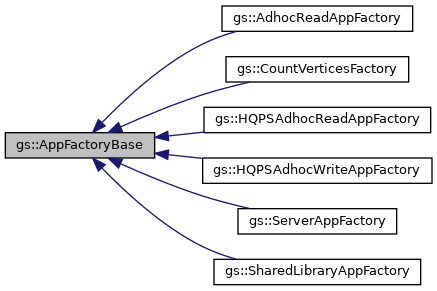 gs::AdhocReadAppFactory
gs::CountVerticesFactory
gs::HQPSAdhocReadAppFactory
gs::AppFactoryBase
gs::HQPSAdhocWriteAppFactory
gs::ServerAppFactory
gs::SharedLibraryAppFactory